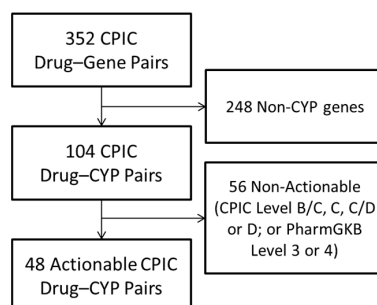 352 CPIC
Drug–Gene Pairs
248 Non-CYP genes
104 CPIC
Drug–CYP Pairs
56 Non-Actionable
(CPIC Level B/C, C, C/D
or D; or PharmGKB
Level 3 or 4)
48 Actionable CPIC
Drug–CYP Pairs